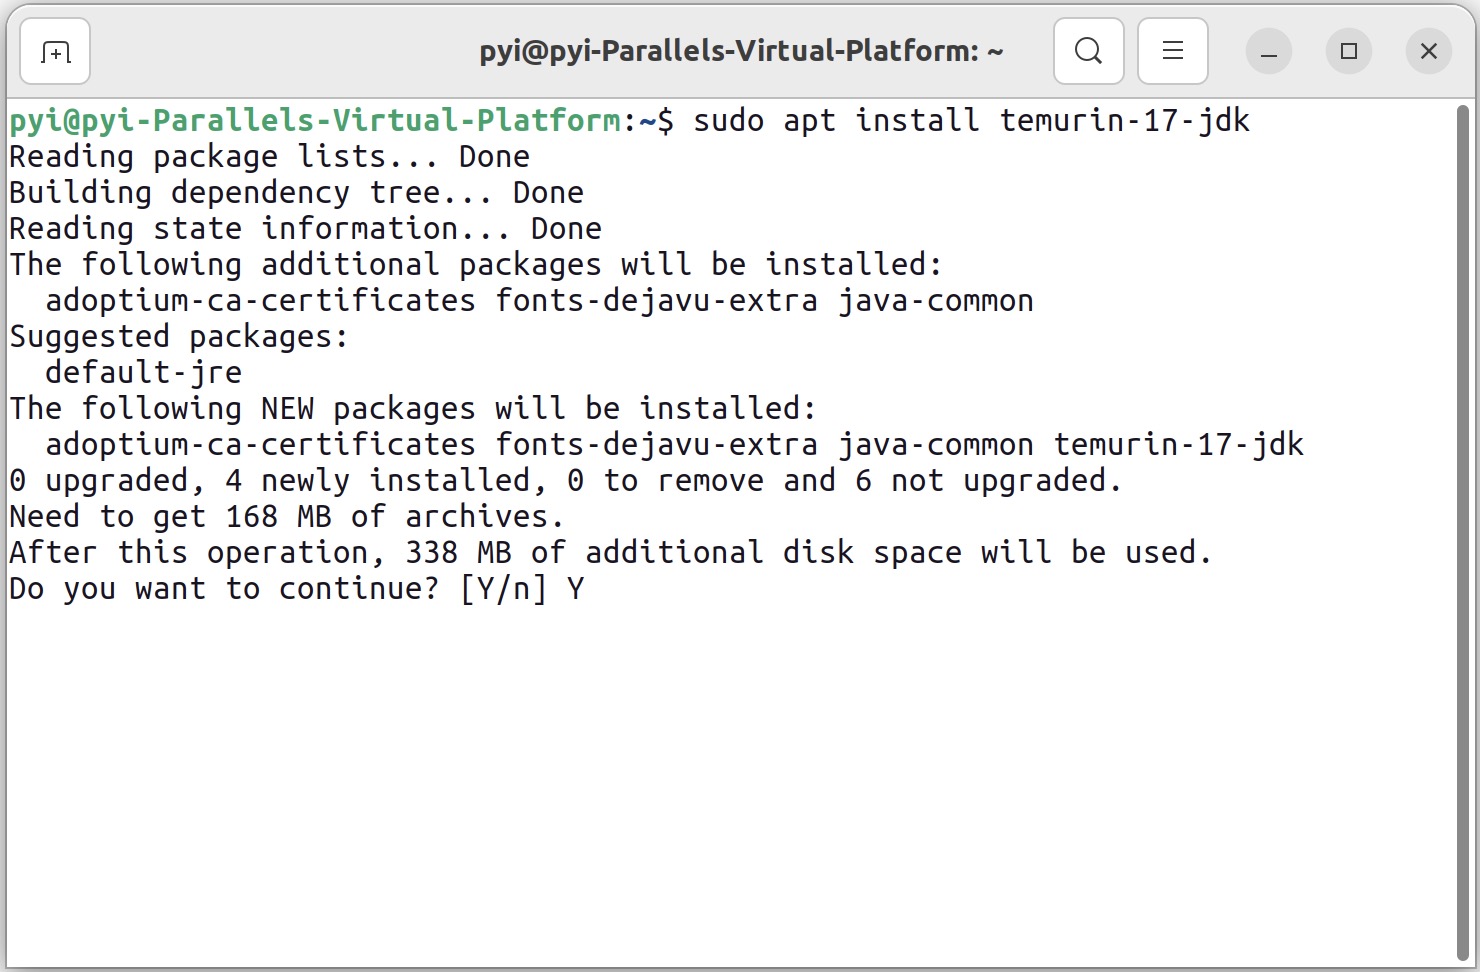 pyi@pyi-Parallels-Virtual-Platform: ~
pyi@pyi-Parallels-Virtual-Platform:~$ sudo apt install temurin-17-jdk
Reading package lists... Done
Building dependency tree... Done
Reading state information... Done
The following additional packages will be installed:
  adoptium-ca-certificates fonts-dejavu-extra java-common
Suggested packages:
  default-jre
The following NEW packages will be installed:
  adoptium-ca-certificates fonts-dejavu-extra java-common temurin-17-jdk
0 upgraded, 4 newly installed, 0 to remove and 6 not upgraded.
Need to get 168 MB of archives.
After this operation, 338 MB of additional disk space will be used.
Do you want to continue? [Y/n] Y